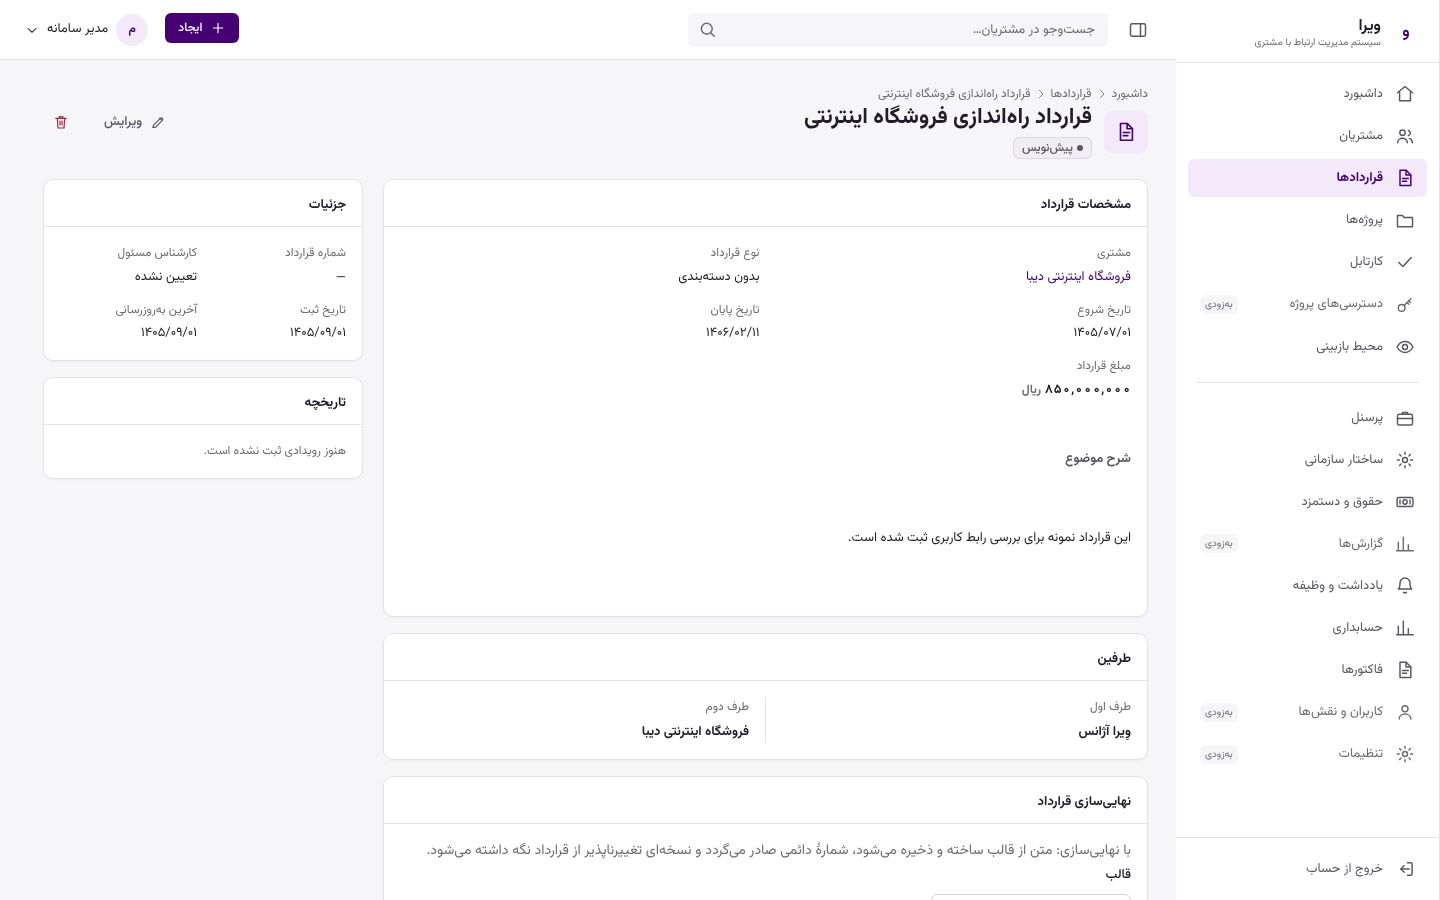 و
ویرا
سیستم مدیریت ارتباط با مشتری
داشبورد
مشتریان
قراردادها
پروژه‌ها
کارتابل
دسترسی‌های پروژه
به‌زودی
محیط بازبینی
پرسنل
ساختار سازمانی
حقوق و دستمزد
گزارش‌ها
به‌زودی
یادداشت و وظیفه
حسابداری
فاکتورها
کاربران و نقش‌ها
به‌زودی
تنظیمات
به‌زودی
خروج از حساب
جست‌وجو در مشتریان...
ایجاد
م
مدیر سامانه
داشبورد
قراردادها
قرارداد راه‌اندازی فروشگاه اینترنتی
قرارداد راه‌اندازی فروشگاه اینترنتی
پیش‌نویس
ویرایش
مشخصات قرارداد
مشتری
فروشگاه اینترنتی دیبا
نوع قرارداد
بدون دسته‌بندی
تاریخ شروع
۱۴۰۵/۰۷/۰۱
تاریخ پایان
۱۴۰۶/۰۲/۱۱
مبلغ قرارداد
۸۵۰,۰۰۰,۰۰۰ ریال
شرح موضوع
این قرارداد نمونه برای بررسی رابط کاربری ثبت شده است.
طرفین
طرف اول
ویرا آژانس
طرف دوم
فروشگاه اینترنتی دیبا
نهایی‌سازی قرارداد
با نهایی‌سازی: متن از قالب ساخته و ذخیره می‌شود، شمارهٔ دائمی صادر می‌گردد و نسخه‌ای تغییرناپذیر از قرارداد نگه داشته می‌شود.
قالب
جزئیات
شماره قرارداد
—
کارشناس مسئول
تعیین نشده
تاریخ ثبت
۱۴۰۵/۰۹/۰۱
آخرین به‌روزرسانی
۱۴۰۵/۰۹/۰۱
تاریخچه
هنوز رویدادی ثبت نشده است.